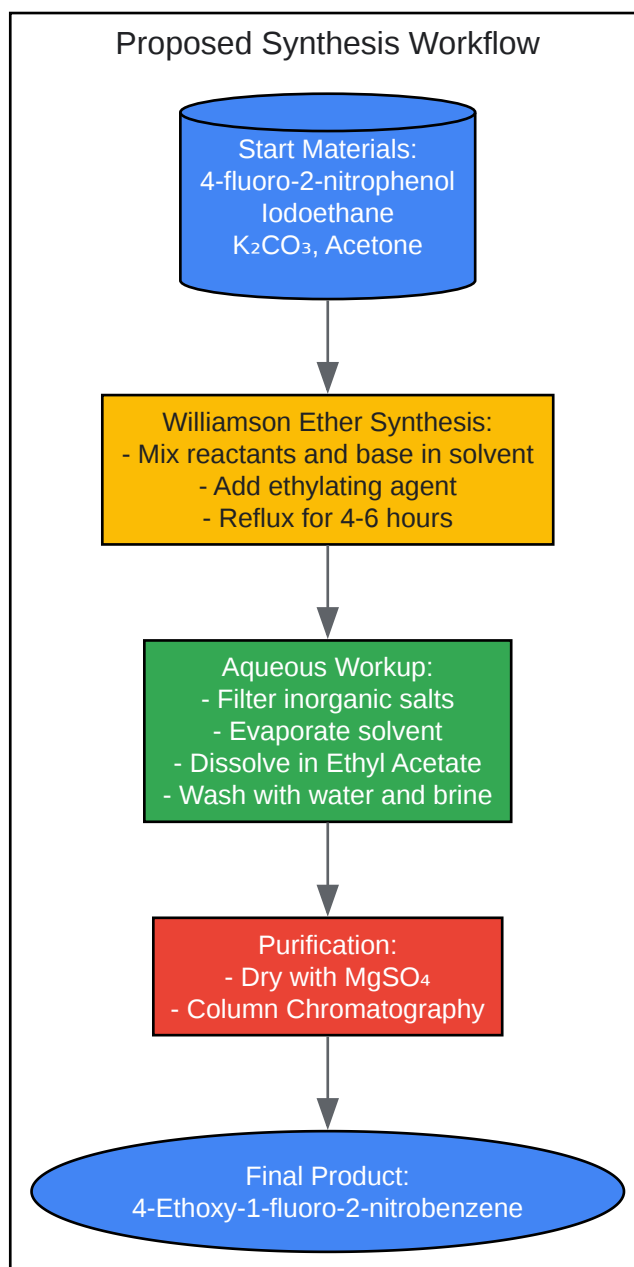 Proposed Synthesis Workflow
Start Materials:
4-fluoro-2-nitrophenol
Iodoethane
K₂CO₃, Acetone
Williamson Ether Synthesis:
- Mix reactants and base in solvent
- Add ethylating agent
- Reflux for 4-6 hours
Aqueous Workup:
- Filter inorganic salts
- Evaporate solvent
- Dissolve in Ethyl Acetate
- Wash with water and brine
Purification:
- Dry with MgSO₄
- Column Chromatography
Final Product:
4-Ethoxy-1-fluoro-2-nitrobenzene